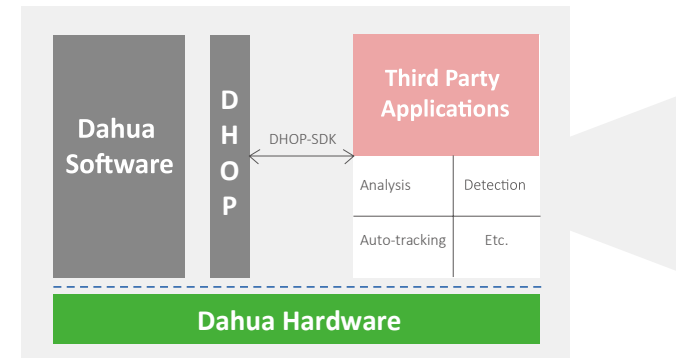 Dahua
Software
D
H
O
P
DHOP-SDK
Third Party
Applications
Analysis
Detection
Auto-tracking
Etc.
Dahua Hardware